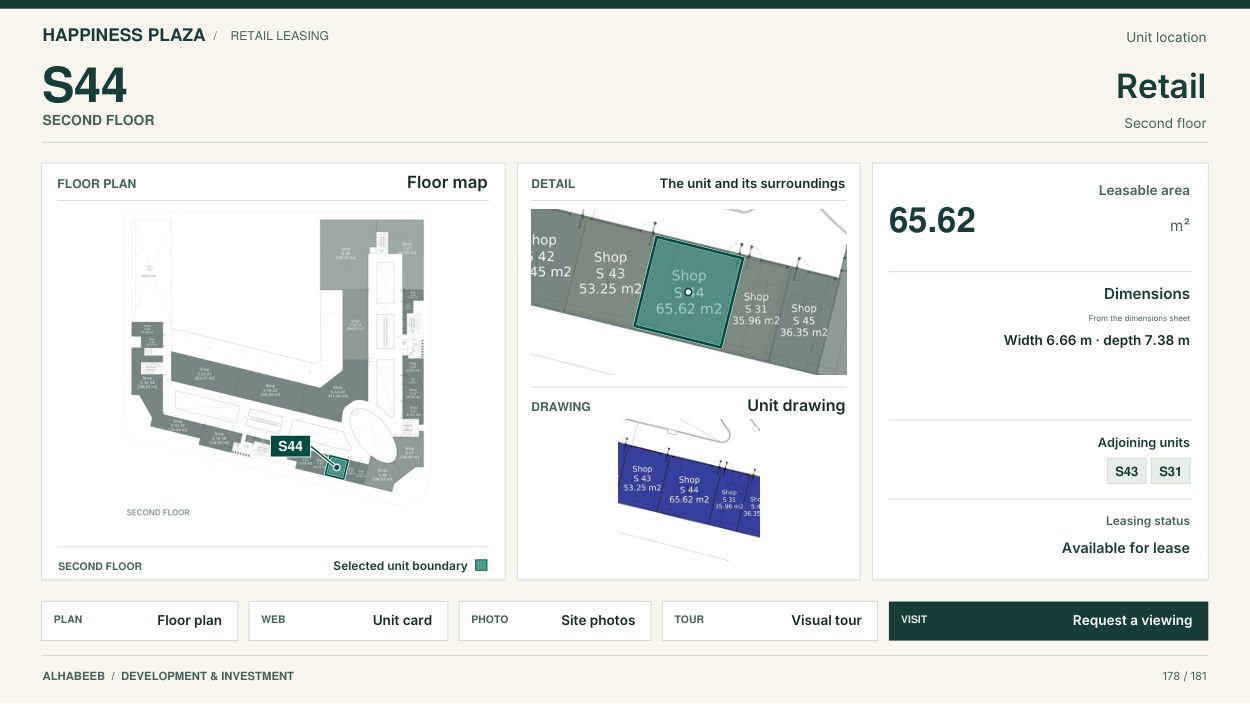 HAPPINESS PLAZA / RETAIL LEASING
Unit location
S44
Retail
SECOND FLOOR
Second floor
FLOOR PLAN
Floor map
S44
SECOND FLOOR
SECOND FLOOR
Selected unit boundary
DETAIL
The unit and its surroundings
hop
42
45 m2
Shop
S 43
53.25 m2
Shop
65.62 m2
Shop
S 31
35.96 m2
Shop
S 45
36.35 m2
DRAWING
Unit drawing
Shop
S 43
53.25 m2
Shop
S 44
65.62 m2
Shop
S 31
35.96 m2
Leasable area
65.62
m²
Dimensions
From the dimensions sheet
Width 6.66 m · depth 7.38 m
Adjoining units
S43 S31
Leasing status
Available for lease
PLAN
Floor plan
WEB
Unit card
PHOTO
Site photos
TOUR
Visual tour
VISIT
Request a viewing
ALHABEEB / DEVELOPMENT & INVESTMENT
178 / 181